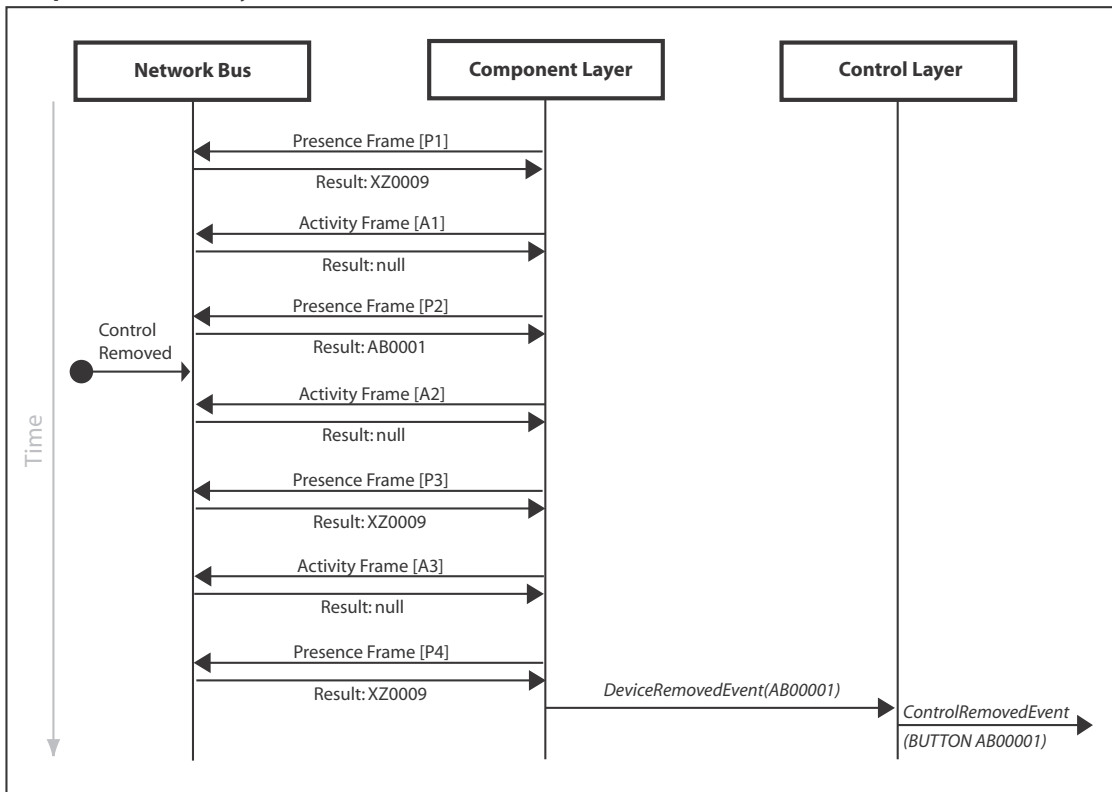 Network Bus
Component Layer
Control Layer
Presence Frame [P1]
Result: XZ0009
Activity Frame [A1]
Result: null
Presence Frame [P2]
Result: AB0001
Control
Removed
Activity Frame [A2]
Result: null
Time
Presence Frame [P3]
Result: XZ0009
Activity Frame [A3]
Result: null
Presence Frame [P4]
Result: XZ0009
DeviceRemovedEvent(AB00001)
ControlRemovedEvent
(BUTTON AB00001)